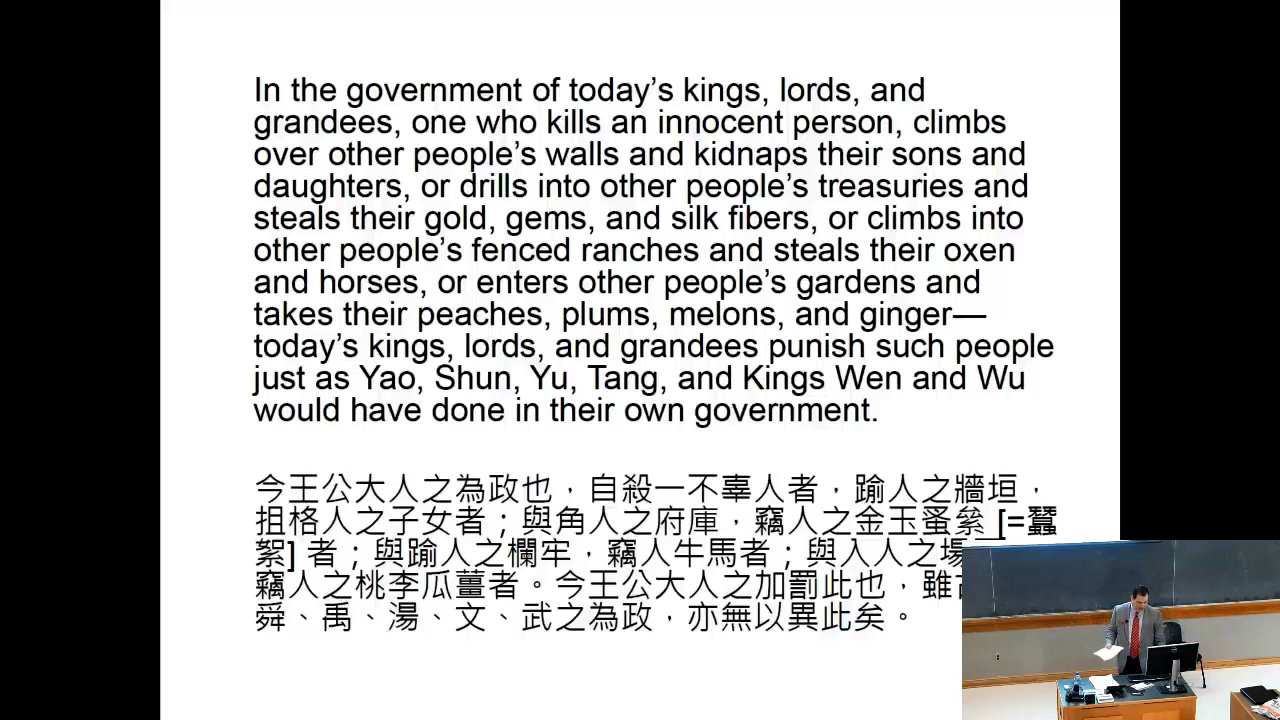 In the government of today’s kings, lords, and
grandees, one who kills an innocent person, climbs
over other people’s walls and kidnaps their sons and
daughters, or drills into other people’s treasuries and
steals their gold, gems, and silk fibers, or climbs into
other people’s fenced ranches and steals their oxen
and horses, or enters other people’s gardens and
takes their peaches, plums, melons, and ginger—
today’s kings, lords, and grandees punish such people
just as Yao, Shun, Yu, Tang, and Kings Wen and Wu
would have done in their own government.
今王公大人之為政也，自殺一不辜人者，踰人之牆垣，
抯格人之子女者；與角人之府庫，竊人之金玉蚤絫 [=蠶
絮] 者；與踰人之欄牢，竊人牛馬者；與入人之場
竊人之桃李瓜薑者。今王公大人之加罰此也，雖
舜、禹、湯、文、武之為政，亦無以異此矣。